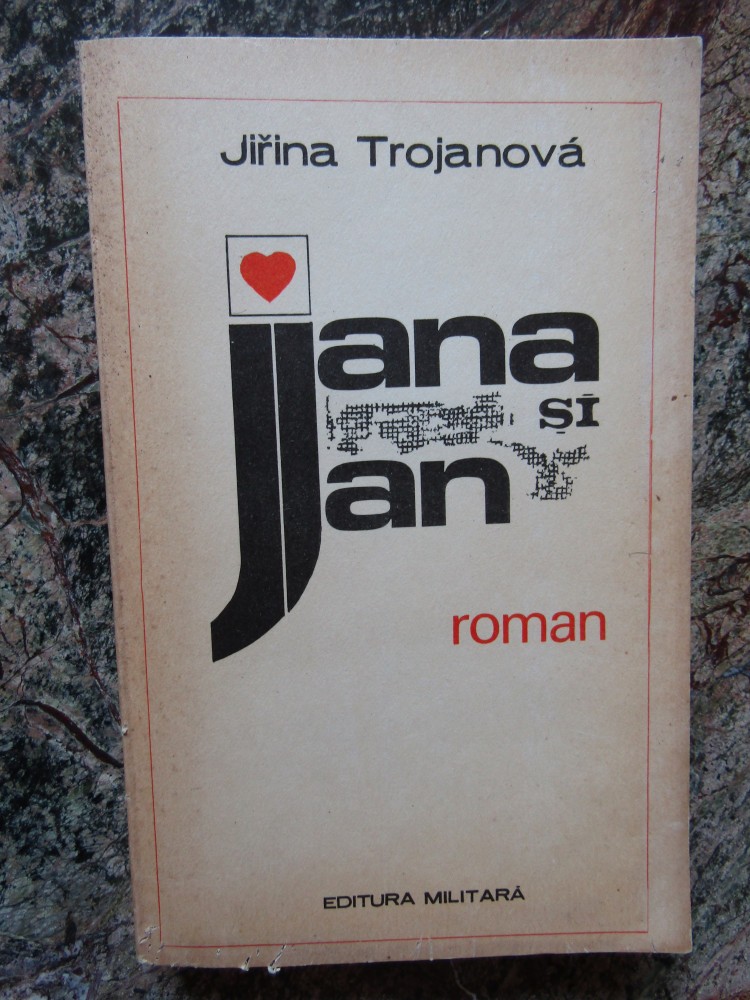 Jiřina Trojanová
jana
și
jan
roman
EDITURA MILITARĂ